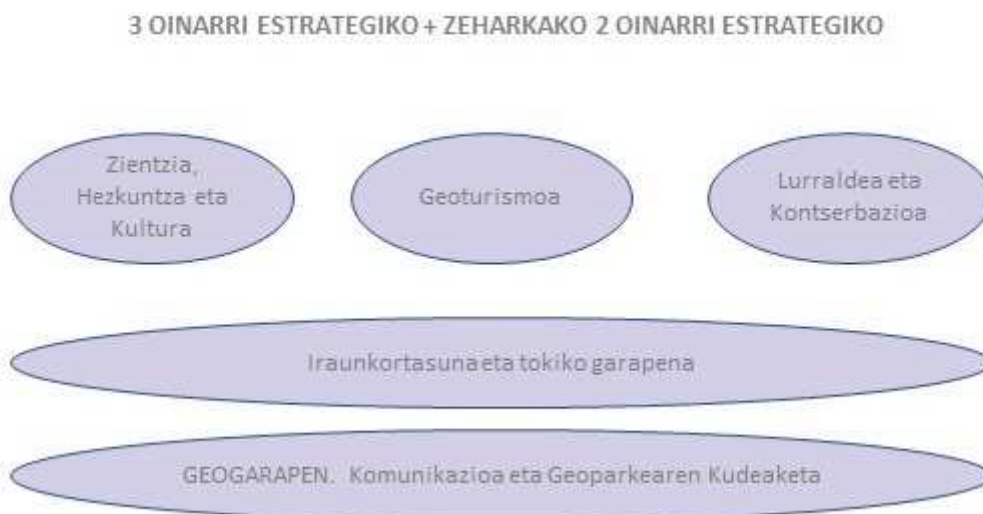 3 OINARRI ESTRATEGIKO + ZEHARKAKO 2 OINARRI ESTRATEGIKO
Zientzia,
Hezkuntza eta
Kultura
Geoturismoa
Lurraldea eta
Kontserbazioa
Iraunkortasuna eta tokiko garapena
GEOGARAPEN. Komunikazioa eta Geoparkearen Kudeaketa